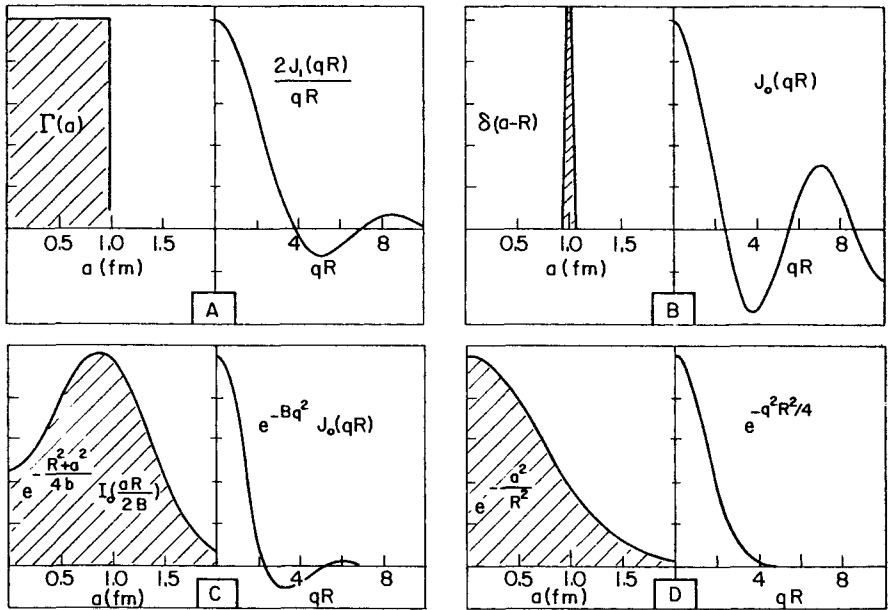 Γ(a)
2J₁(qR)
qR
0.5 1.0 1.5 4 8
a (fm) qR
A
δ(a-R)
J₀(qR)
0.5 1.0 1.5 4 8
a (fm) qR
B
e^{-\frac{R²+a²}{4b}} I₀(\frac{aR}{2B})
e^{-Bq²} J₀(qR)
0.5 1.0 1.5 4 8
a(fm) qR
C
e^{-\frac{a²}{R²}}
e^{-q²R²/4}
0.5 1.0 1.5 4 8
a(fm) qR
D